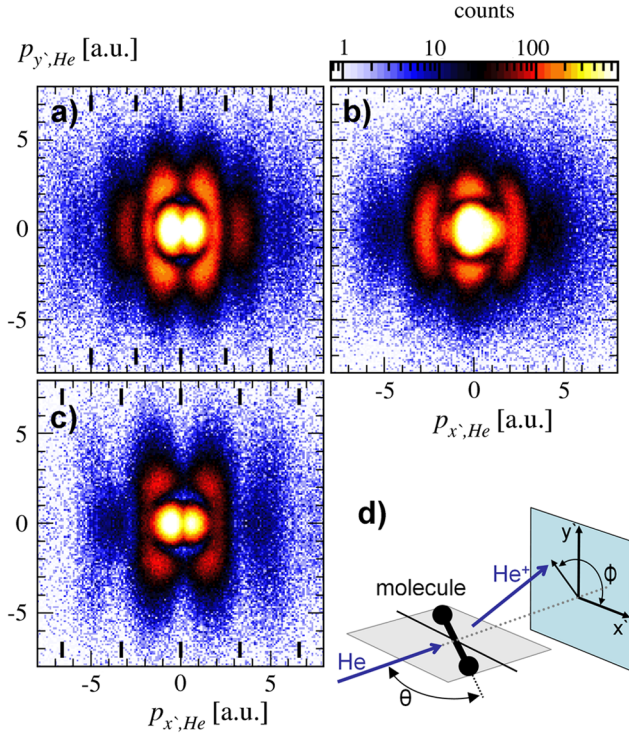 counts
p_y`,He [a.u.]
1 10 100
a) b)
5
0
-5
-5 0 5
p_x`,He [a.u.]
c)
5
0
-5
-5 0 5
p_x`,He [a.u.]
d)
y`
He⁺
Φ
molecule
x`
He
Θ